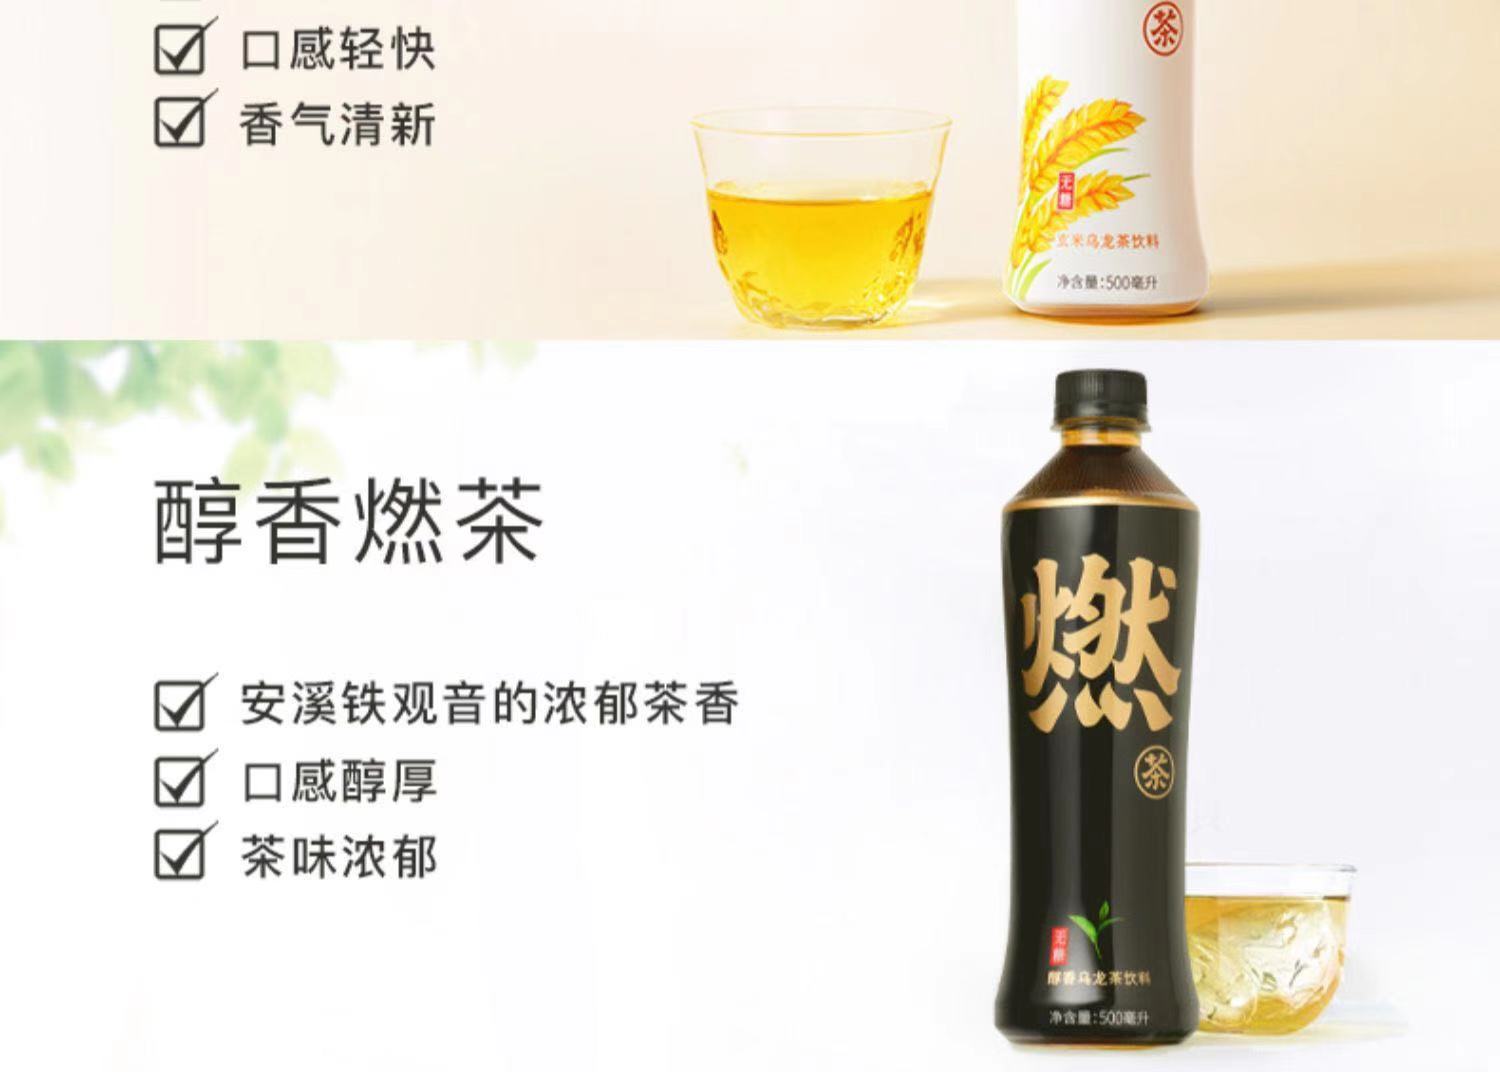 口感轻快
香气清新
茶
无糖
玄米乌龙茶饮料
净含量:500毫升
醇香燃茶
安溪铁观音的浓郁茶香
口感醇厚
茶味浓郁
燃
茶
无糖
醇香乌龙茶饮料
净含量:500毫升